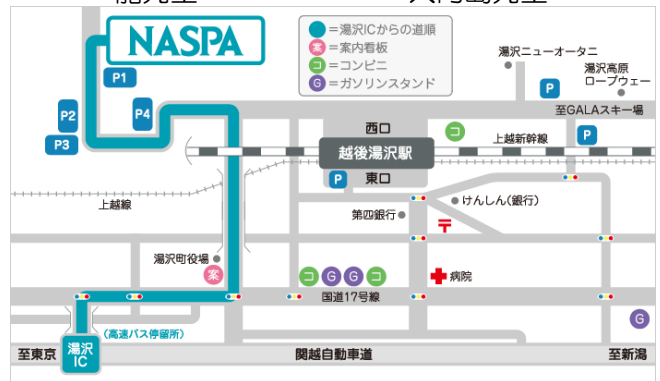 NASPA
=湯沢ICからの道順
案
=案内看板
コ
=コンビニ
G
=ガソリンスタンド
湯沢ニューオータニ
湯沢高原
ロープウェー
P1
P
P2
P4
P3
至GALAスキー場
西口
コ
上越新幹線
P
越後湯沢駅
東口
P
上越線
けんしん(銀行)
第四銀行
〒
湯沢町役場
案
コ
G
G
コ
病院
国道17号線
G
(高速バス停留所)
至東京
湯沢
IC
関越自動車道
至新潟